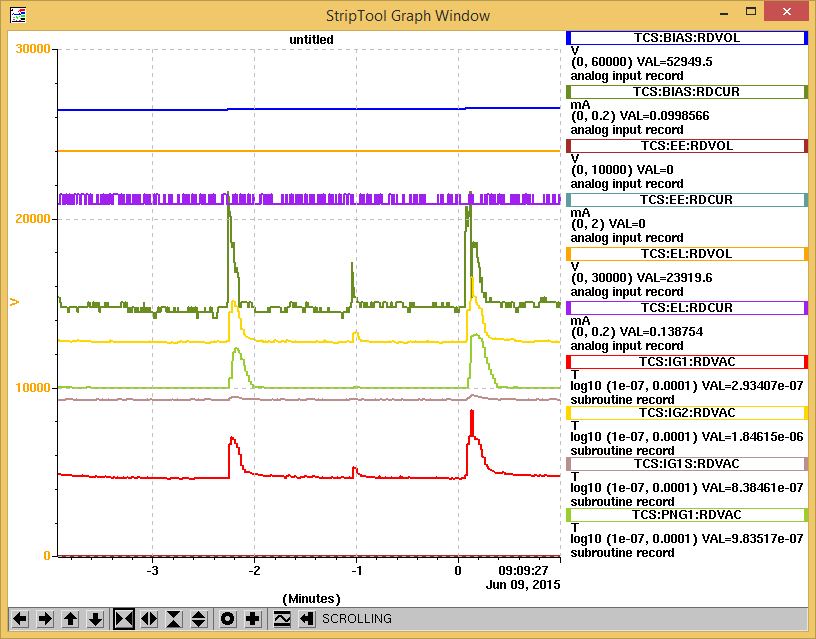 StripTool Graph Window
untitled
30000
20000
10000
0
V
-3
-2
-1
0
09:09:27
Jun 09, 2015
(Minutes)
TCS:BIAS:RDVOL
V
(0, 60000) VAL=52949.5
analog input record
TCS:BIAS:RDCUR
mA
(0, 0.2) VAL=0.0998566
analog input record
TCS:EE:RDVOL
V
(0, 10000) VAL=0
analog input record
TCS:EE:RDCUR
mA
(0, 2) VAL=0
analog input record
TCS:EL:RDVOL
V
(0, 30000) VAL=23919.6
analog input record
TCS:EL:RDCUR
mA
(0, 0.2) VAL=0.138754
analog input record
TCS:IG1:RDVAC
T
log10 (1e-07, 0.0001) VAL=2.93407e-07
subroutine record
TCS:IG2:RDVAC
T
log10 (1e-07, 0.0001) VAL=1.84615e-06
subroutine record
TCS:IG1S:RDVAC
T
log10 (1e-07, 0.0001) VAL=8.38461e-07
subroutine record
TCS:PNG1:RDVAC
T
log10 (1e-07, 0.0001) VAL=9.83517e-07
subroutine record
SCROLLING